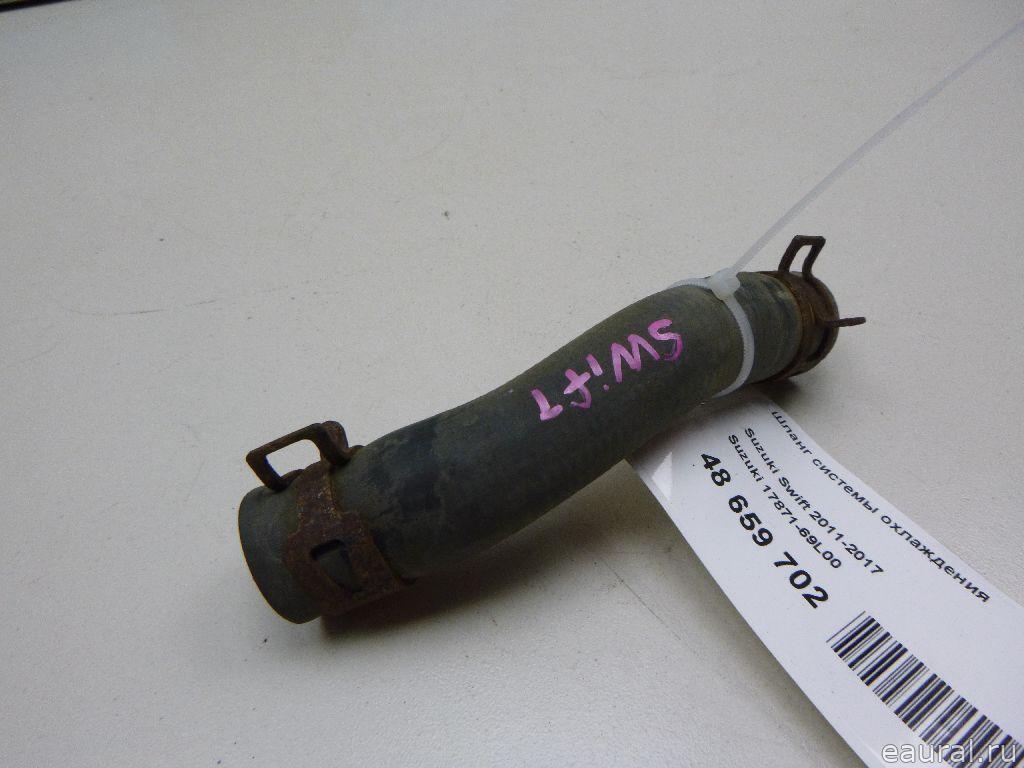 swift
Шланг системы охлаждения
Suzuki Swift 2011-2017
Suzuki 17871-69L00
48 659 702
eaural.ru